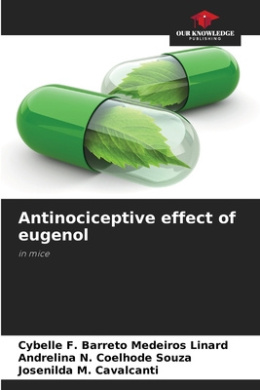 OUR KNOWLEDGE
PUBLISHING
Antinociceptive effect of
eugenol
in mice
Cybelle F. Barreto Medeiros Linard
Andrelina N. Coelhode Souza
Josenilda M. Cavalcanti